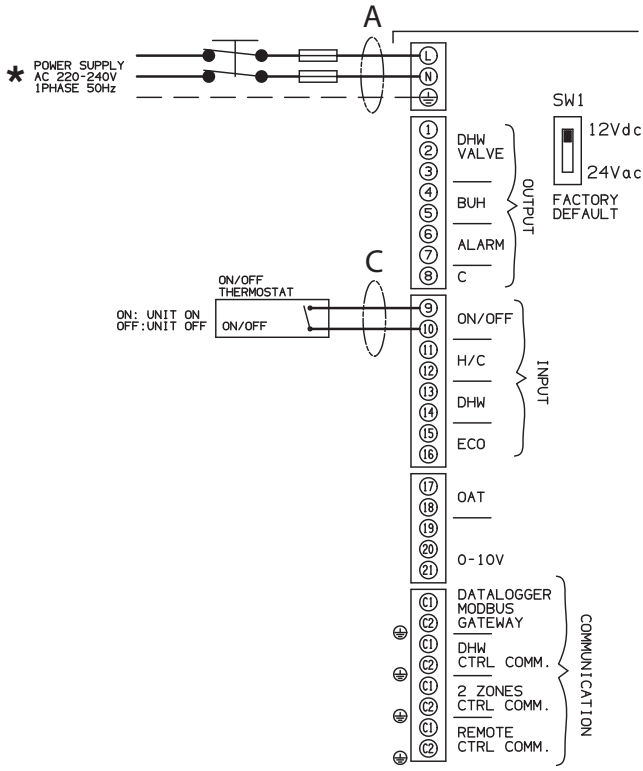 A
*
POWER SUPPLY
AC 220-240V
1PHASE 50Hz
L
N
SW1
12Vdc
24Vac
FACTORY
DEFAULT
1
2
3
4
5
6
7
8
DHW
VALVE
BUH
ALARM
C
OUTPUT
C
ON/OFF
THERMOSTAT
ON: UNIT ON
OFF:UNIT OFF
ON/OFF
9
10
11
12
13
14
15
16
ON/OFF
H/C
DHW
ECO
INPUT
17
18
19
20
21
OAT
0-10V
C1
C2
C1
C2
C1
C2
C1
C2
DATALOGGER
MODBUS
GATEWAY
DHW
CTRL COMM.
2 ZONES
CTRL COMM.
REMOTE
CTRL COMM.
COMMUNICATION